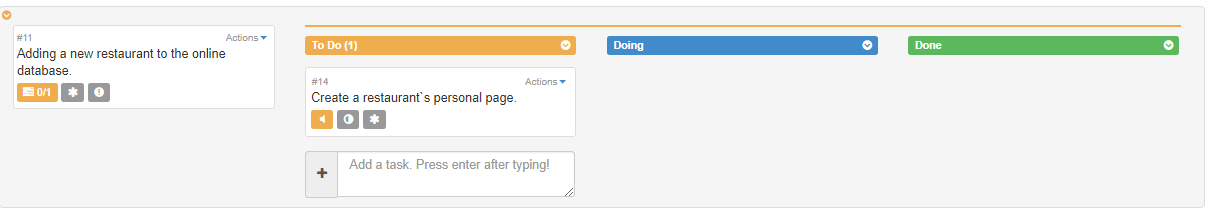 #11 Actions
Adding a new restaurant to the online
database.
0/1
To Do (1)
#14 Actions
Create a restaurant`s personal page.
Add a task. Press enter after typing!
Doing
Done